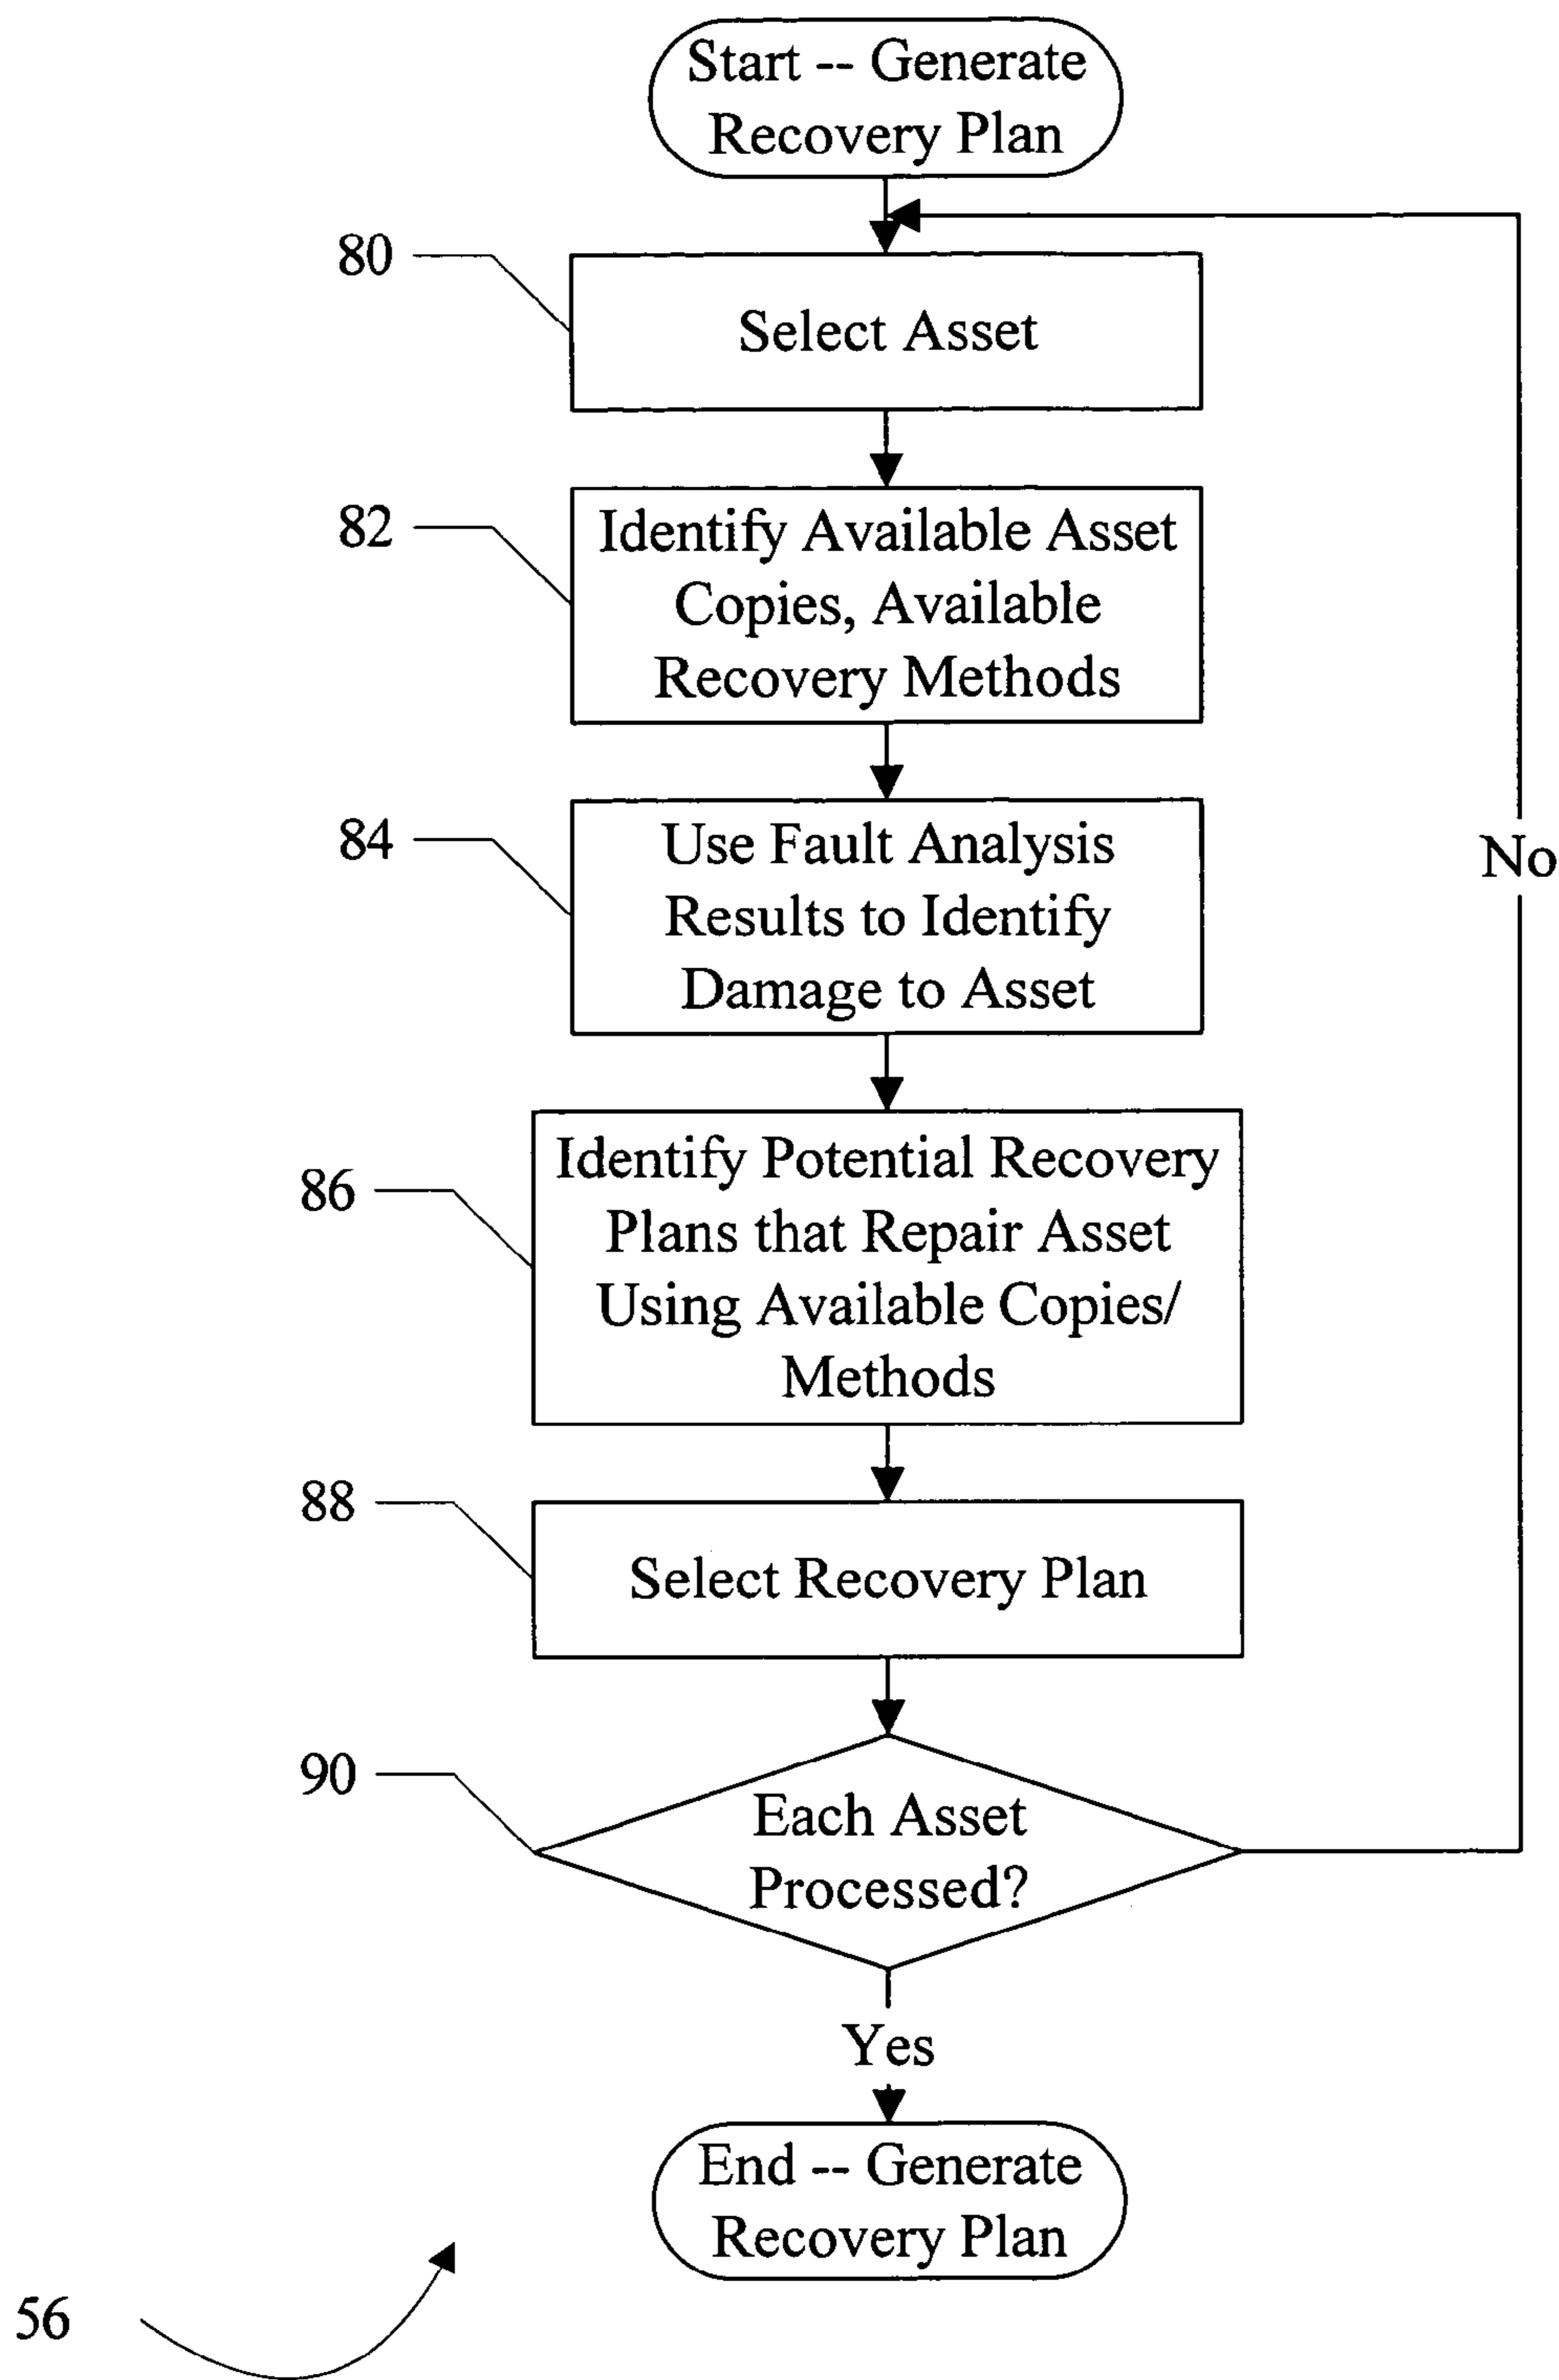 Start -- Generate
Recovery Plan
80
Select Asset
82
Identify Available Asset
Copies, Available
Recovery Methods
84
Use Fault Analysis
Results to Identify
Damage to Asset
No
86
Identify Potential Recovery
Plans that Repair Asset
Using Available Copies/
Methods
88
Select Recovery Plan
90
Each Asset
Processed?
Yes
End -- Generate
Recovery Plan
56